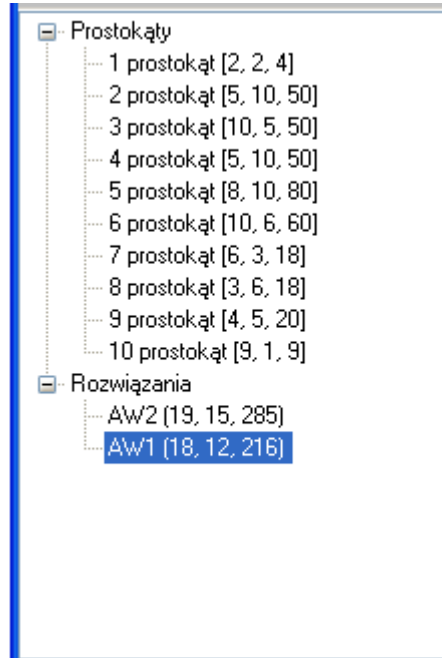 Prostokąty
1 prostokąt [2, 2, 4]
2 prostokąt [5, 10, 50]
3 prostokąt [10, 5, 50]
4 prostokąt [5, 10, 50]
5 prostokąt [8, 10, 80]
6 prostokąt [10, 6, 60]
7 prostokąt [6, 3, 18]
8 prostokąt [3, 6, 18]
9 prostokąt [4, 5, 20]
10 prostokąt [9, 1, 9]
Rozwiązania
AW2 (19, 15, 285)
AW1 (18, 12, 216)